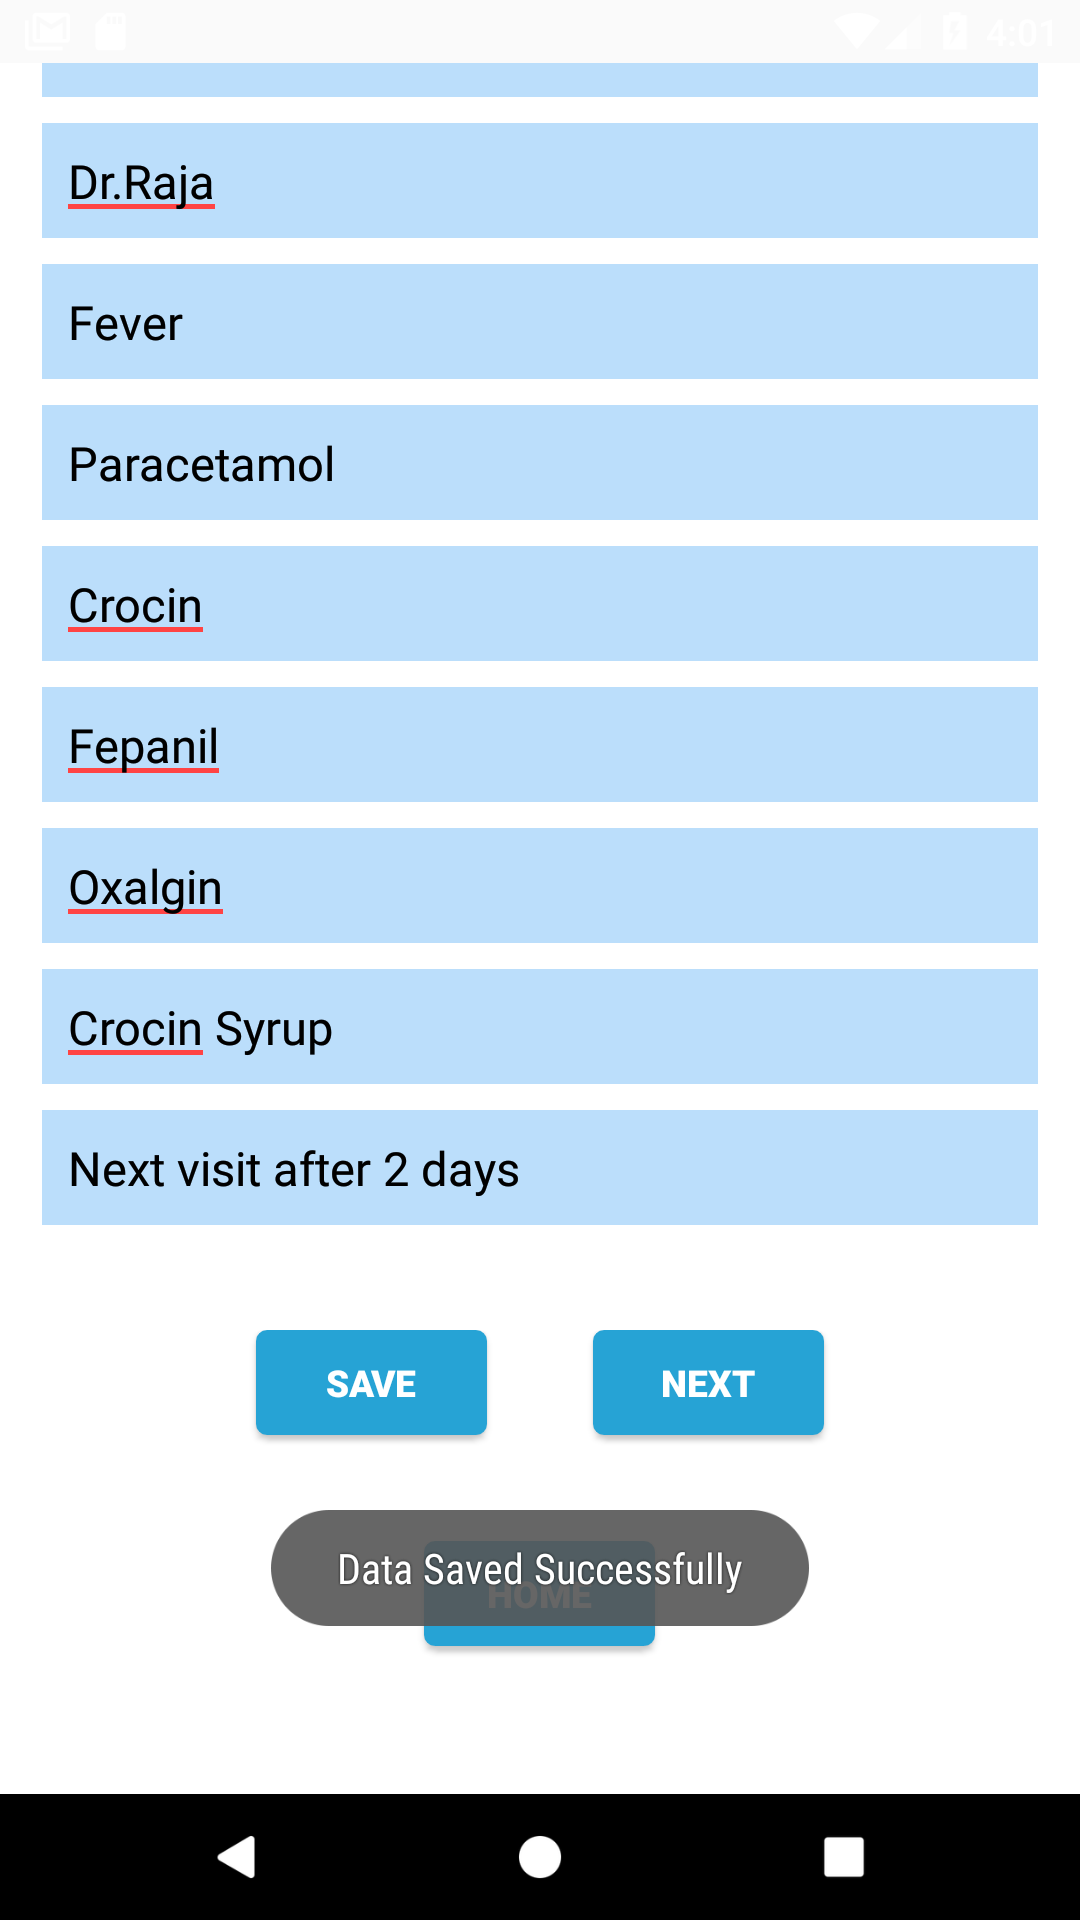 4:01
Dr.Raja
Fever
Paracetamol
Crocin
Fepanil
Oxalgin
Crocin Syrup
Next visit after 2 days
SAVE NEXT
Data Saved Successfully
HOME